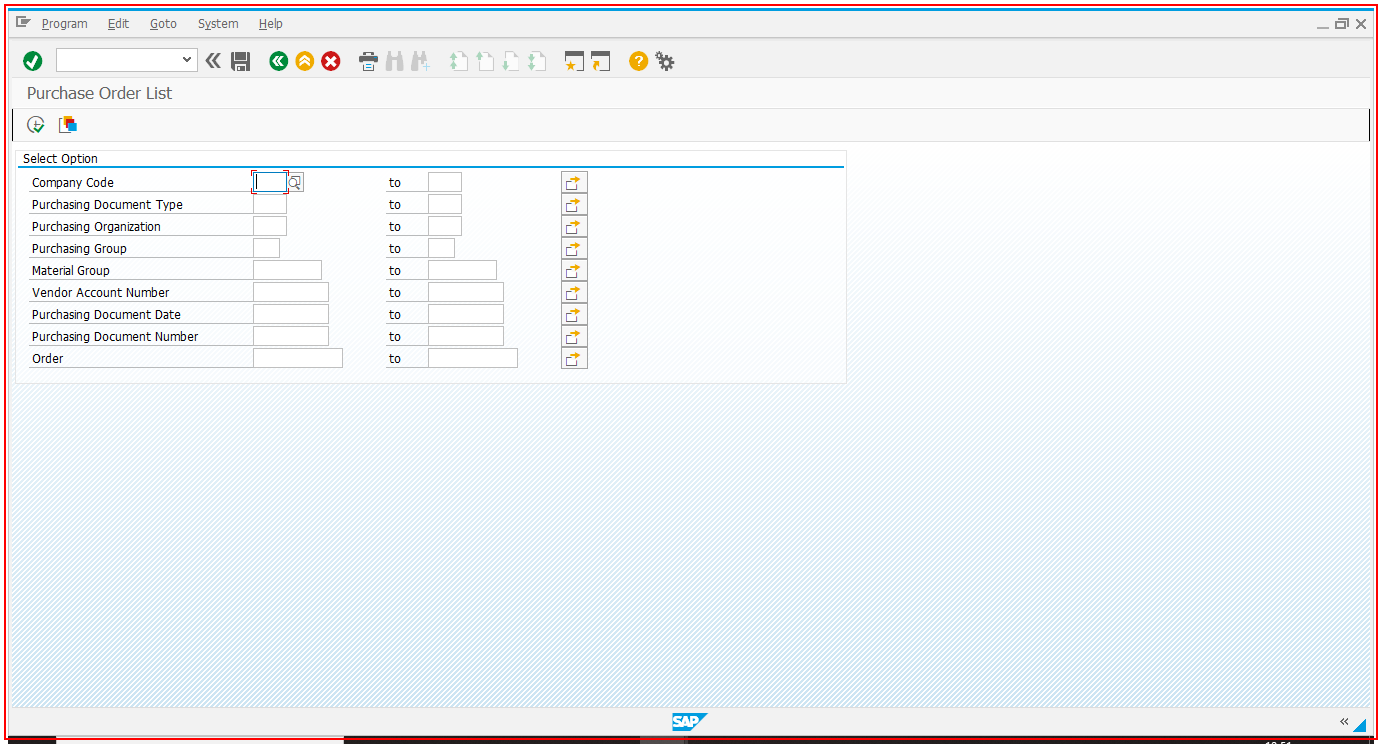 Program Edit Goto System Help
Purchase Order List
Select Option
Company Code to
Purchasing Document Type to
Purchasing Organization to
Purchasing Group to
Material Group to
Vendor Account Number to
Purchasing Document Date to
Purchasing Document Number to
Order to
SAP